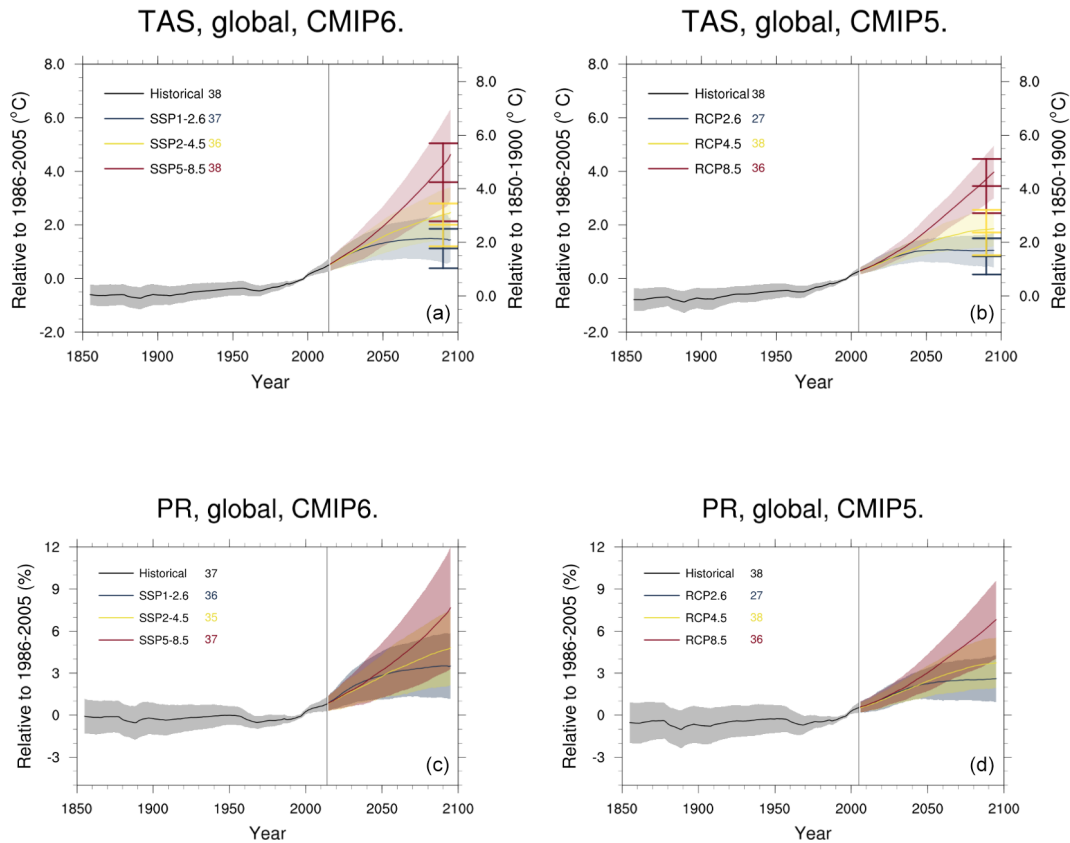 TAS, global, CMIP6.
8.0
6.0
4.0
2.0
0.0
-2.0
Relative to 1986-2005 (°C)
Historical 38
SSP1-2.6 37
SSP2-4.5 36
SSP5-8.5 38
8.0
6.0
4.0
2.0
0.0
Relative to 1850-1900 (° C)
(a)
1850 1900 1950 2000 2050 2100
Year
TAS, global, CMIP5.
8.0
6.0
4.0
2.0
0.0
-2.0
Relative to 1986-2005 (°C)
Historical 38
RCP2.6 27
RCP4.5 38
RCP8.5 36
8.0
6.0
4.0
2.0
0.0
Relative to 1850-1900 (° C)
(b)
1850 1900 1950 2000 2050 2100
Year
PR, global, CMIP6.
12
9
6
3
0
-3
Relative to 1986-2005 (%)
Historical 37
SSP1-2.6 36
SSP2-4.5 35
SSP5-8.5 37
(c)
1850 1900 1950 2000 2050 2100
Year
PR, global, CMIP5.
12
9
6
3
0
-3
Relative to 1986-2005 (%)
Historical 38
RCP2.6 27
RCP4.5 38
RCP8.5 36
(d)
1850 1900 1950 2000 2050 2100
Year